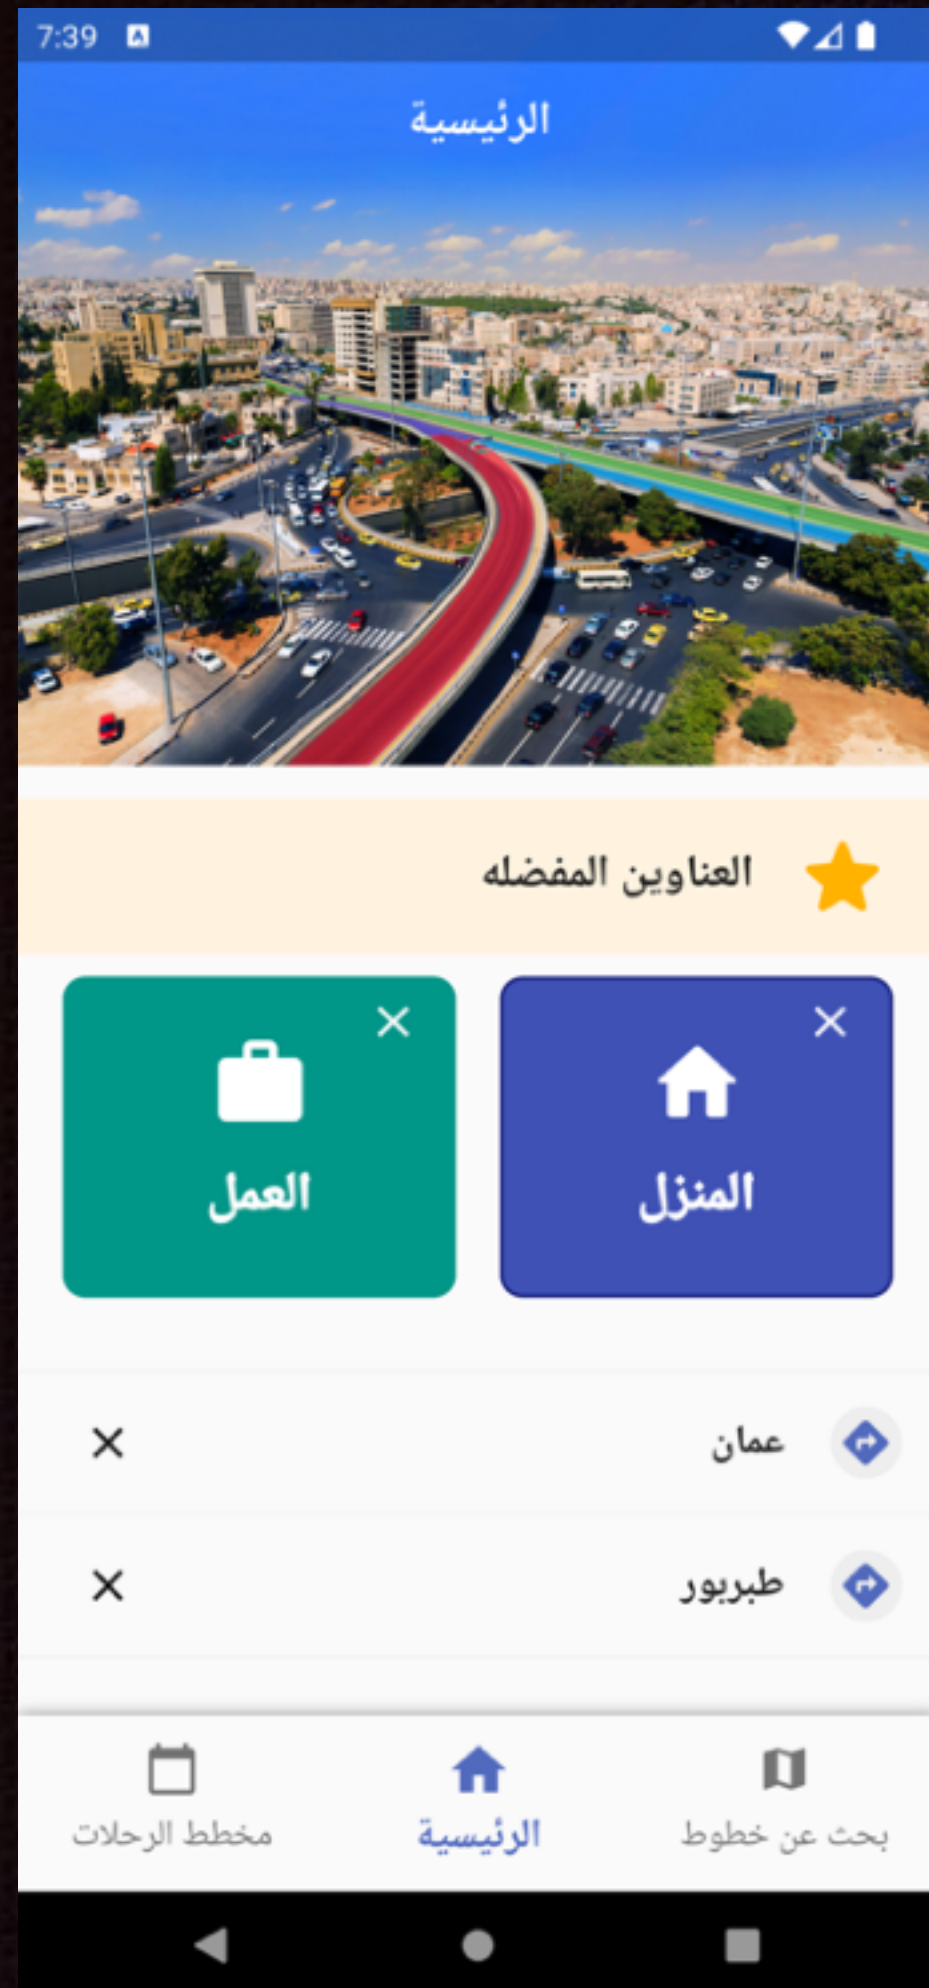 7:39
الرئيسية
العناوين المفضله
المنزل
العمل
عمان
طبربور
بحث عن خطوط
الرئيسية
مخطط الرحلات